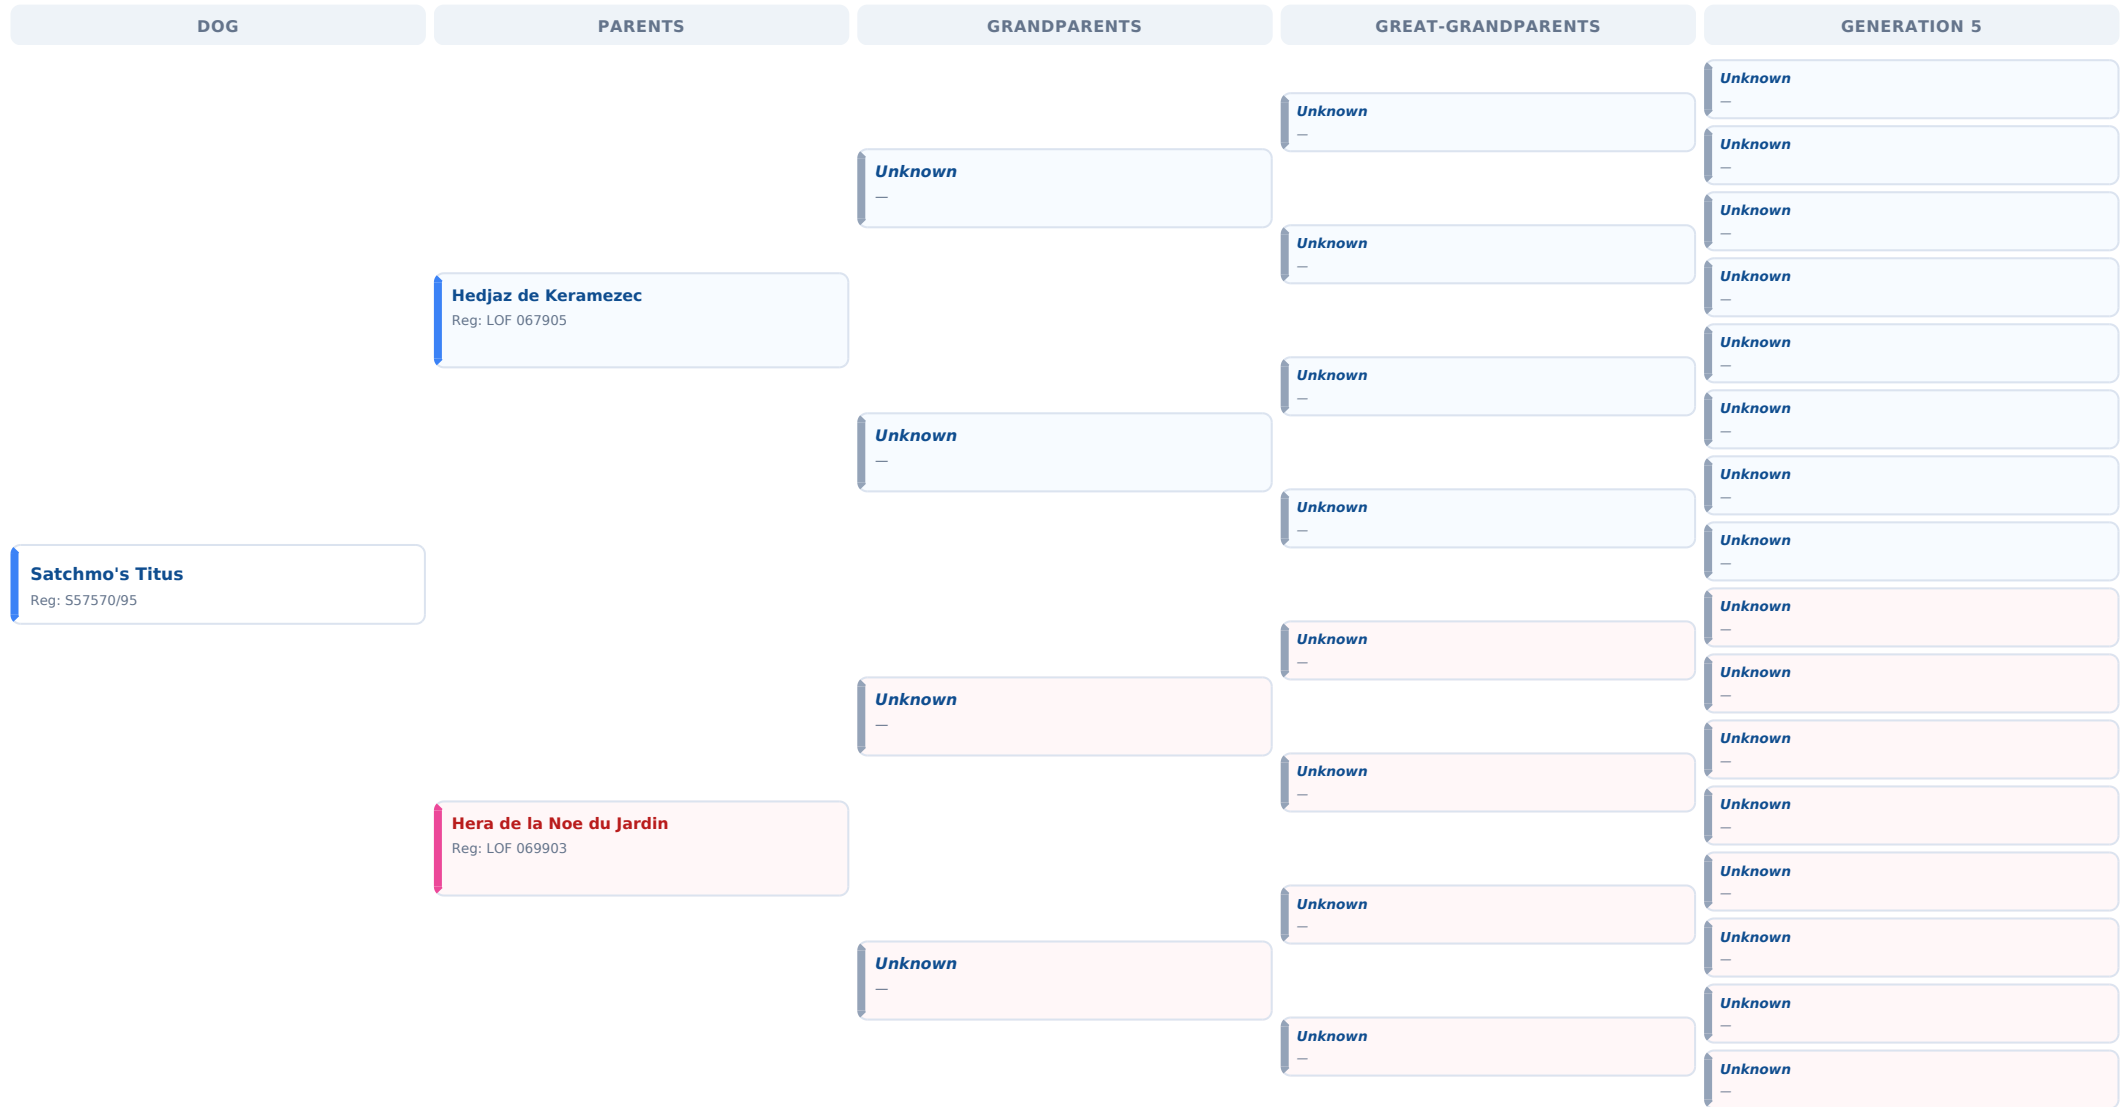 DOG
PARENTS
GRANDPARENTS
GREAT-GRANDPARENTS
GENERATION 5
Satchmo's Titus
Reg: S57570/95
Hedjaz de Keramezec
Reg: LOF 067905
Hera de la Noe du Jardin
Reg: LOF 069903
Unknown
—
Unknown
—
Unknown
—
Unknown
—
Unknown
—
Unknown
—
Unknown
—
Unknown
—
Unknown
—
Unknown
—
Unknown
—
Unknown
—
Unknown
—
Unknown
—
Unknown
—
Unknown
—
Unknown
—
Unknown
—
Unknown
—
Unknown
—
Unknown
—
Unknown
—
Unknown
—
Unknown
—
Unknown
—
Unknown
—
Unknown
—
Unknown
—